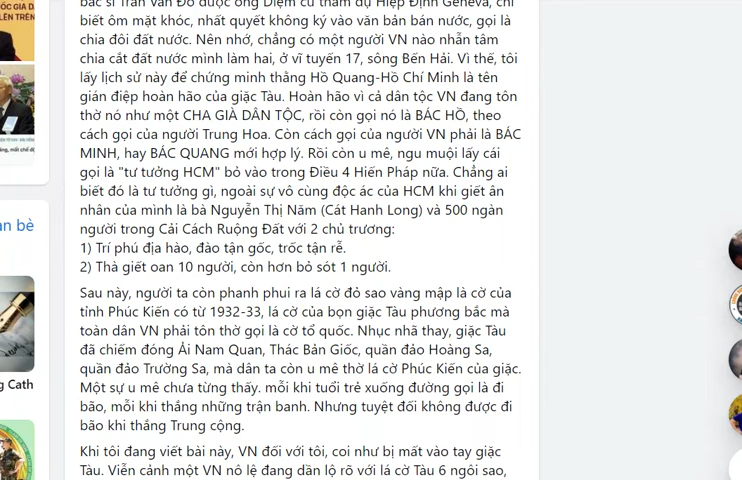 bác sĩ Trần Văn Đỗ được ông Diệm cử tham dự Hiệp Định Geneva, chỉ
biết ôm mặt khóc, nhất quyết không ký vào văn bản bán nước, gọi là
chia đôi đất nước. Nên nhớ, chẳng có một người VN nào nhẫn tâm
chia cắt đất nước mình làm hai, ở vĩ tuyến 17, sông Bến Hải. Vì thế, tôi
lấy lịch sử này để chứng minh thằng Hồ Quang-Hồ Chí Minh là tên
gián điệp hoàn hão của giặc Tàu. Hoàn hão vì cả dân tộc VN đang tôn
thờ nó như một CHA GIÀ DÂN TỘC, rồi còn gọi nó là BÁC HỒ, theo
cách gọi của người Trung Hoa. Còn cách gọi của người VN phải là BÁC
MINH, hay BÁC QUANG mới hợp lý. Rồi còn u mê, ngu muội lấy cái
gọi là "tư tưởng HCM" bỏ vào trong Điều 4 Hiến Pháp nữa. Chẳng ai
biết đó là tư tưởng gì, ngoài sự vô cùng độc ác của HCM khi giết ân
nhân của mình là bà Nguyễn Thị Năm (Cát Hanh Long) và 500 ngàn
người trong Cải Cách Ruộng Đất với 2 chủ trương:
1) Trí phú địa hào, đào tận gốc, trốc tận rễ.
2) Thà giết oan 10 người, còn hơn bỏ sót 1 người.
Sau này, người ta còn phanh phui ra lá cờ đỏ sao vàng mập là cờ của
tỉnh Phúc Kiến có từ 1932-33, lá cờ của bọn giặc Tàu phương bắc mà
toàn dân VN phải tôn thờ gọi là cờ tổ quốc. Nhục nhã thay, giặc Tàu
đã chiếm đóng Ải Nam Quan, Thác Bản Giốc, quần đảo Hoàng Sa,
quần đảo Trường Sa, mà dân ta còn u mê thờ lá cờ Phúc Kiến của giặc.
Một sự u mê chưa từng thấy. mỗi khi tuổi trẻ xuống đường gọi là đi
bão, mỗi khi thắng những trận banh. Nhưng tuyệt đối không được đi
bão khi thắng Trung cộng.
Khi tôi đang viết bài này, VN đối với tôi, coi như bị mất vào tay giặc
Tàu. Viễn cảnh một VN nô lệ đang dần lộ rõ với lá cờ Tàu 6 ngôi sao,
ỐC GIA D
LÊN TRÊN
bè
Cath